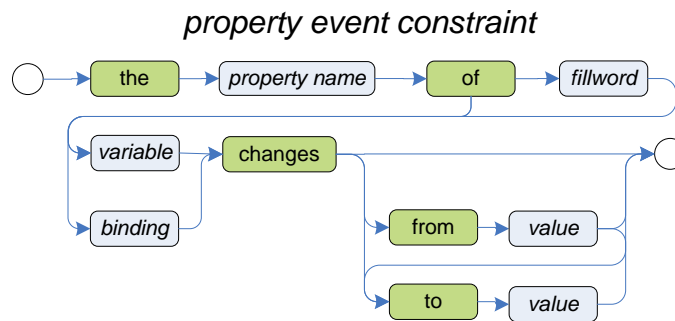 property event constraint
the property name of fillword
variable changes
binding from value
to value